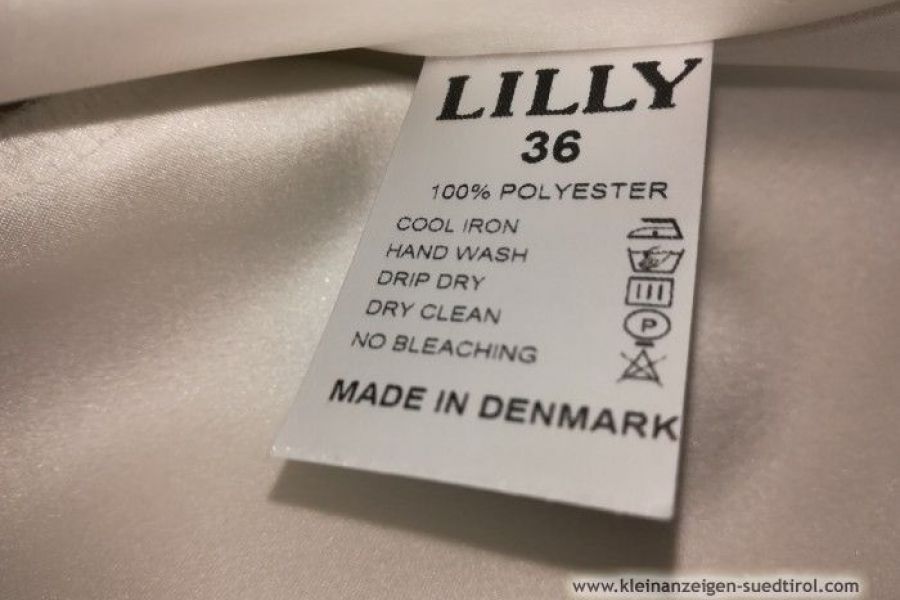 LILLY
36
100% POLYESTER
COOL IRON
HAND WASH
DRIP DRY
DRY CLEAN
P
NO BLEACHING
MADE IN DENMARK
www.kleinanzeigen-suedtirol.com